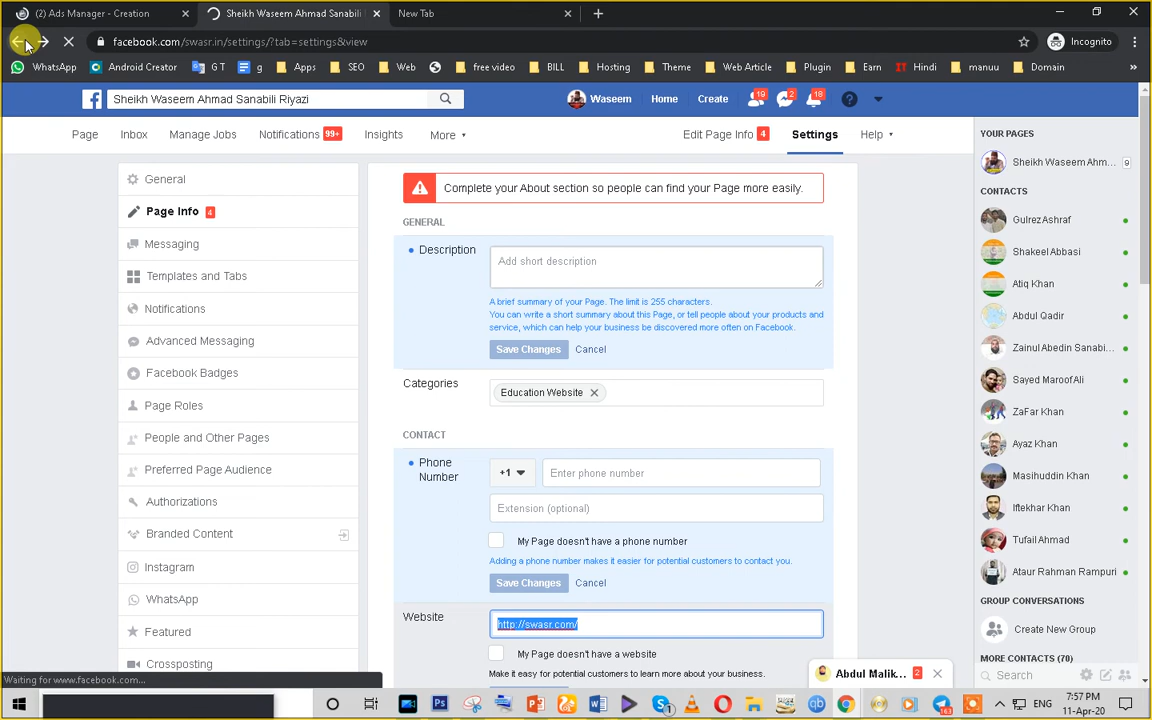 (2) Ads Manager - Creation
Sheikh Waseem Ahmad Sanabili
New Tab
facebook.com/swasr.in/settings/?tab=settings&view
Incognito
WhatsApp
Android Creator
G T
g
Apps
SEO
Web
free video
BILL
Hosting
Theme
Web Article
Plugin
Earn
Hindi
manuu
Domain
»
Sheikh Waseem Ahmad Sanabili Riyazi
Waseem
Home
Create
19
2
18
Page
Inbox
Manage Jobs
Notifications 99+
Insights
More
Edit Page Info 4
Settings
Help
General
Page Info 4
Messaging
Templates and Tabs
Notifications
Advanced Messaging
Facebook Badges
Page Roles
People and Other Pages
Preferred Page Audience
Authorizations
Branded Content
Instagram
WhatsApp
Featured
Crossposting
Waiting for www.facebook.com...
Complete your About section so people can find your Page more easily.
GENERAL
Description
Add short description
A brief summary of your Page. The limit is 255 characters.
You can write a short summary about this Page, or tell people about your products and
service, which can help your business be discovered more often on Facebook.
Save Changes Cancel
Categories
Education Website
CONTACT
Phone
Number
+1
Enter phone number
Extension (optional)
My Page doesn't have a phone number
Adding a phone number makes it easier for potential customers to contact you.
Save Changes Cancel
Website
http://swasr.com/
My Page doesn't have a website
Make it easy for potential customers to learn more about your business.
YOUR PAGES
Sheikh Waseem Ahm... 9
CONTACTS
Gulrez Ashraf
Shakeel Abbasi
Atiq Khan
Abdul Qadir
Zainul Abedin Sanabi...
Sayed Maroof Ali
ZaFar Khan
Ayaz Khan
Masihuddin Khan
Iftekhar Khan
Tufail Ahmad
Ataur Rahman Rampuri
GROUP CONVERSATIONS
Create New Group
MORE CONTACTS (70)
Search
Abdul Malik... 2
ENG
7:57 PM
11-Apr-20
163